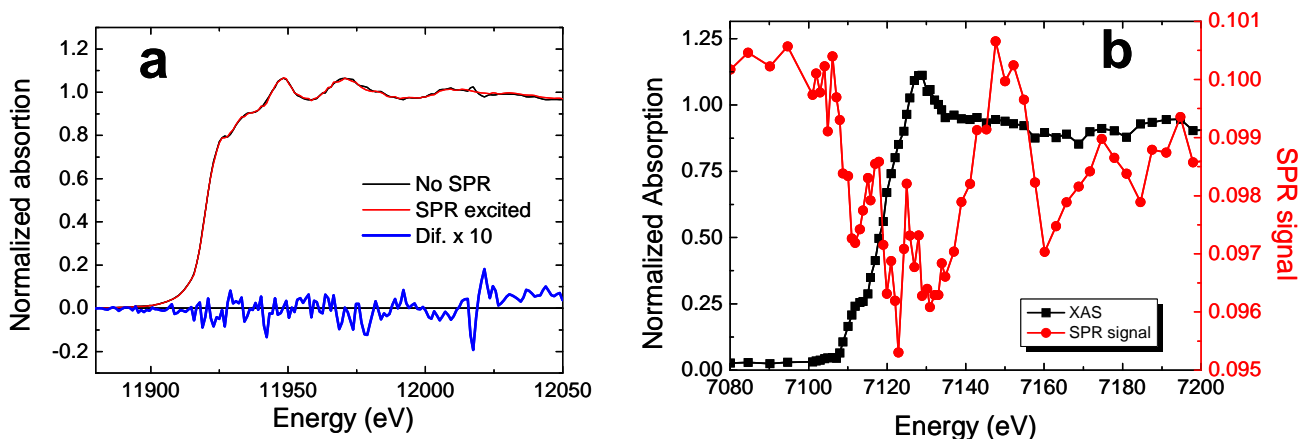 a
Normalized absortion
1.2
1.0
0.8
0.6
0.4
0.2
0.0
-0.2
No SPR
SPR excited
Dif. x 10
11900
11950
12000
12050
Energy (eV)
b
Normalized Absorption
1.25
1.00
0.75
0.50
0.25
0.00
XAS
SPR signal
7080
7100
7120
7140
7160
7180
7200
Energy (eV)
0.101
0.100
0.099
0.098
0.097
0.096
0.095
SPR signal